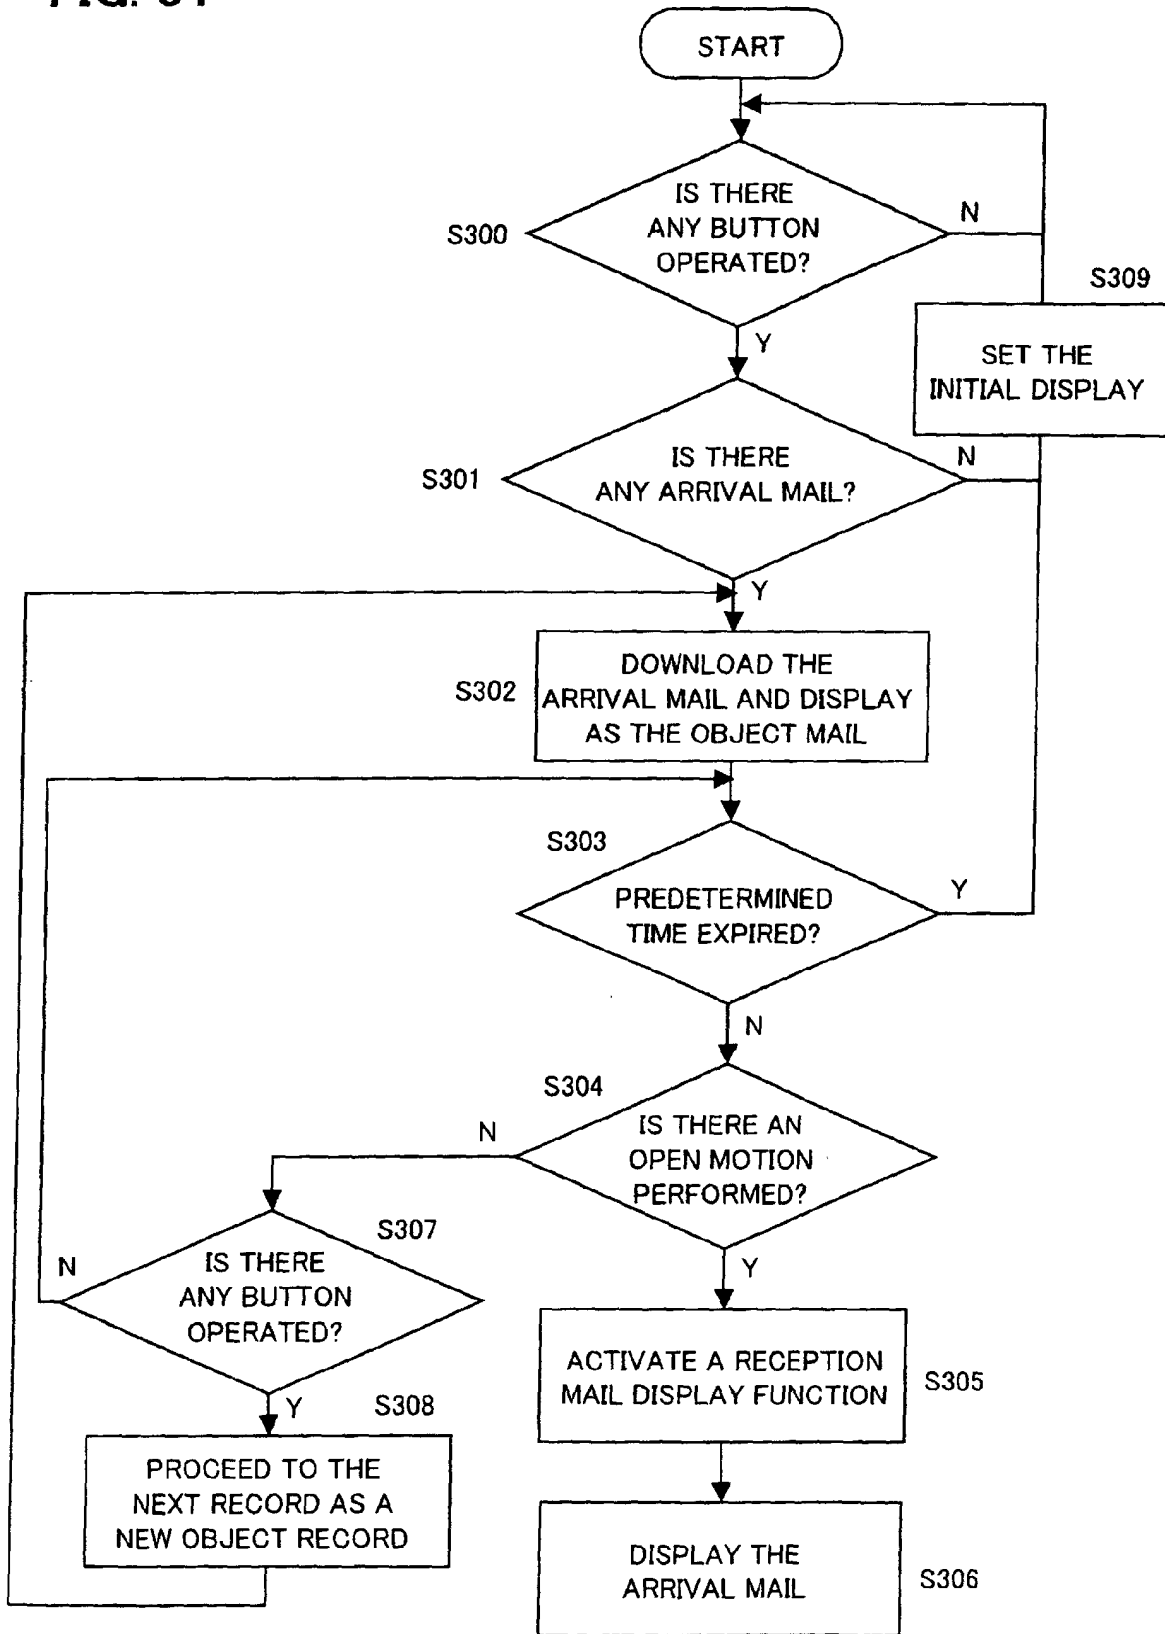 START
IS THERE
ANY BUTTON
OPERATED?
N
S300
S309
Y
SET THE
INITIAL DISPLAY
IS THERE
ANY ARRIVAL MAIL?
N
S301
Y
DOWNLOAD THE
ARRIVAL MAIL AND DISPLAY
AS THE OBJECT MAIL
S302
S303
PREDETERMINED
TIME EXPIRED?
Y
N
S304
IS THERE AN
OPEN MOTION
PERFORMED?
N
S307
IS THERE
ANY BUTTON
OPERATED?
N
Y
Y
ACTIVATE A RECEPTION
MAIL DISPLAY FUNCTION
S305
S308
PROCEED TO THE
NEXT RECORD AS A
NEW OBJECT RECORD
DISPLAY THE
ARRIVAL MAIL
S306